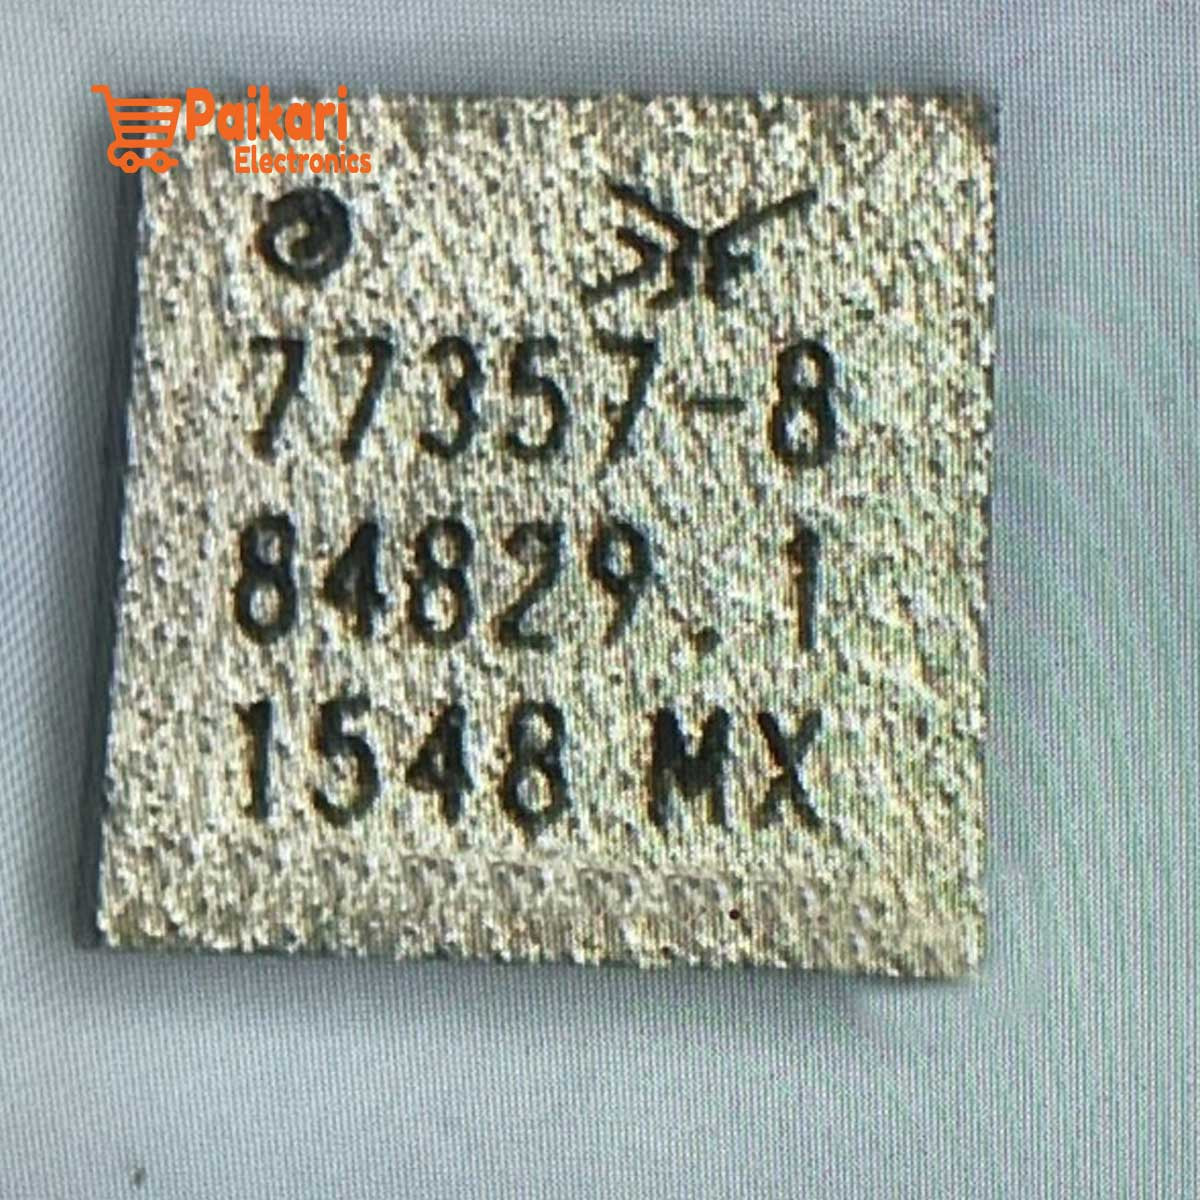 Paikari
Electronics
77357-8
84829.1
1548 MX